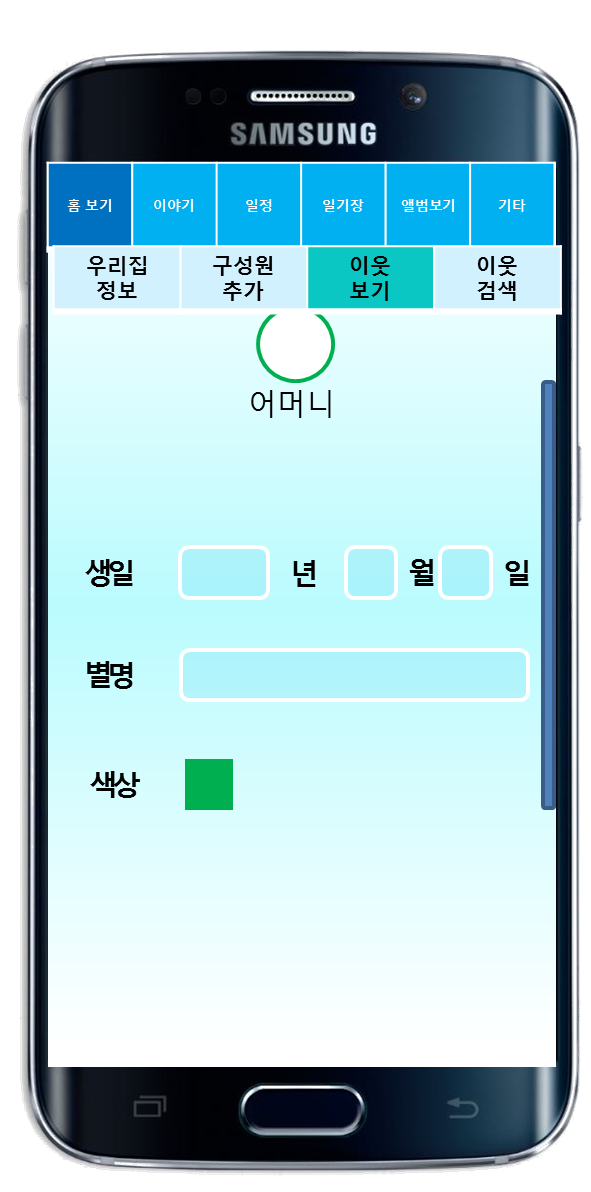 SAMSUNG
홈 보기 이야기 일정 일기장 앨범보기 기타
우리집 구성원 이웃 이웃
정보 추가 보기 검색
어머니
생일 년 월 일
별명
색상